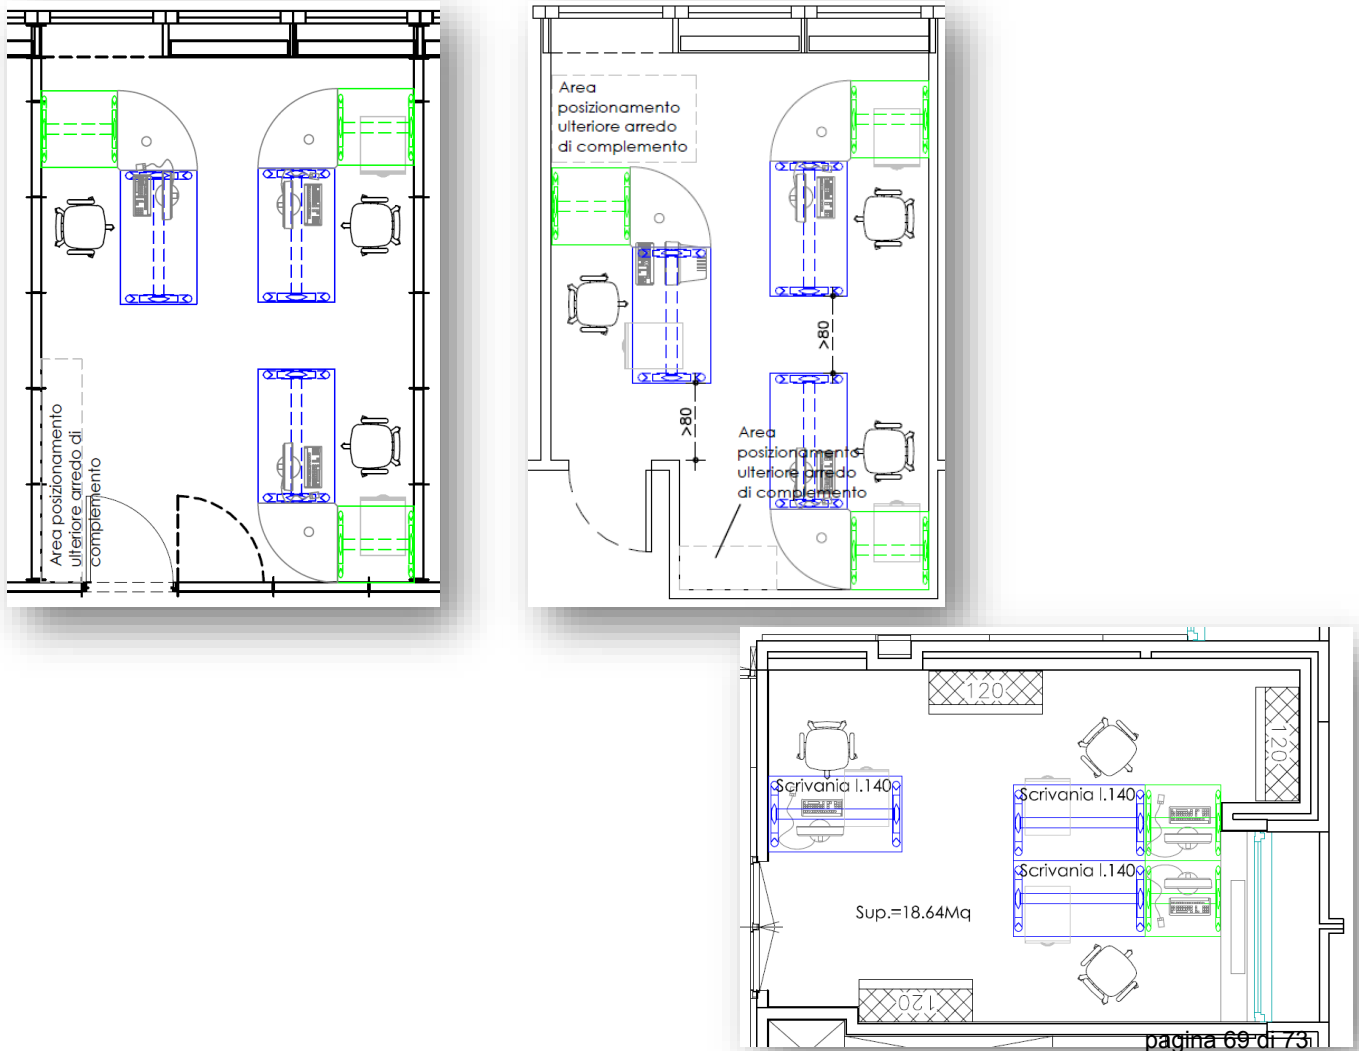 Area posizionamento
ulteriore arredo di
complemento
Area
posizionamento
ulteriore arredo
di complemento
>80
>80
Area
posizionamento
ulteriore arredo
di complemento
120
120
Scrivania l.140
Scrivania l.140
Scrivania l.140
Sup.=18.64Mq
120
pagina 69 di 73